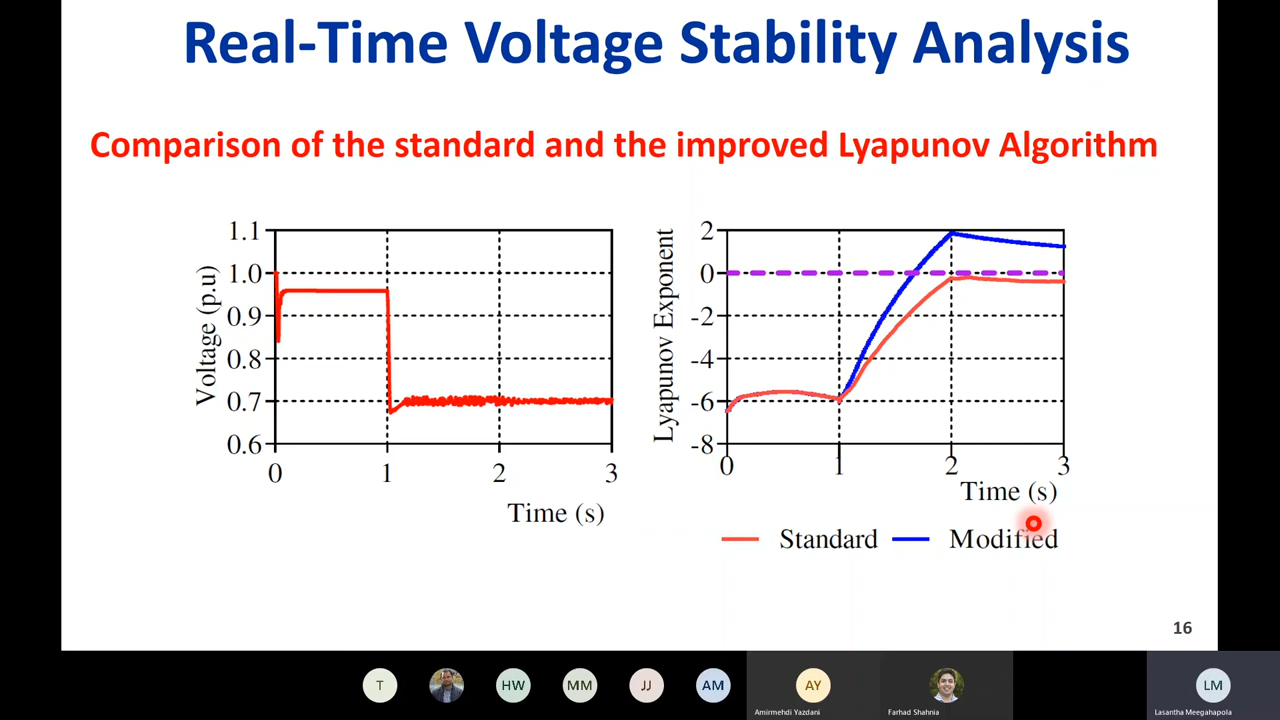 Real-Time Voltage Stability Analysis
Comparison of the standard and the improved Lyapunov Algorithm
Voltage (p.u)
1.1
1.0
0.9
0.8
0.7
0.6
0 1 2 3
Time (s)
Lyapunov Exponent
2
0
-2
-4
-6
-8
0 1 2 3
Time (s)
Standard Modified
16
T HW MM JJ AM AY LM
Amirmehdi Yazdani Farhad Shahnia Lasantha Meegahapola